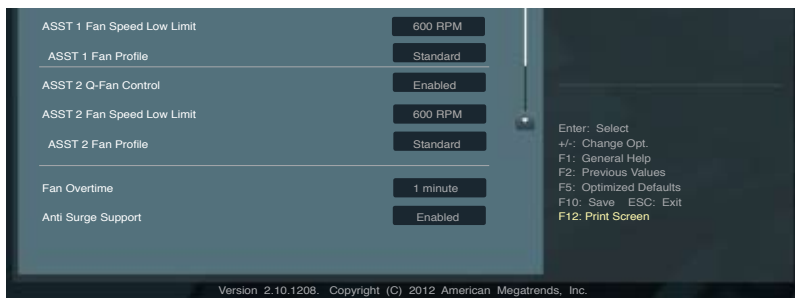 ASST 1 Fan Speed Low Limit 600 RPM
ASST 1 Fan Profile Standard
ASST 2 Q-Fan Control Enabled
ASST 2 Fan Speed Low Limit 600 RPM
ASST 2 Fan Profile Standard
Fan Overtime 1 minute
Anti Surge Support Enabled
Enter: Select
+/-: Change Opt.
F1: General Help
F2: Previous Values
F5: Optimized Defaults
F10: Save ESC: Exit
F12: Print Screen
Version 2.10.1208. Copyright (C) 2012 American Megatrends, Inc.